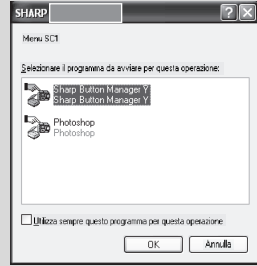 SHARP
Menu SC1
Selezionare il programma da avviare per questa operazione:
Sharp Button Manager Y
Sharp Button Manager Y
Photoshop
Photoshop
Utilizza sempre questo programma per questa operazione
OK
Annulla